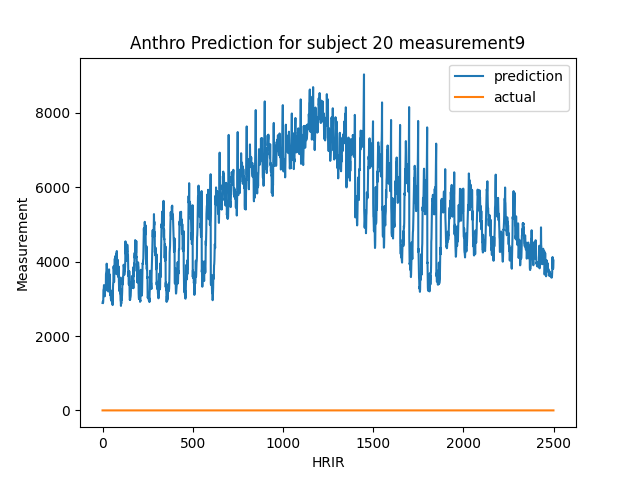 Anthro Prediction for subject 20 measurement9
prediction
actual
8000
6000
4000
2000
0
Measurement
0 500 1000 1500 2000 2500
HRIR